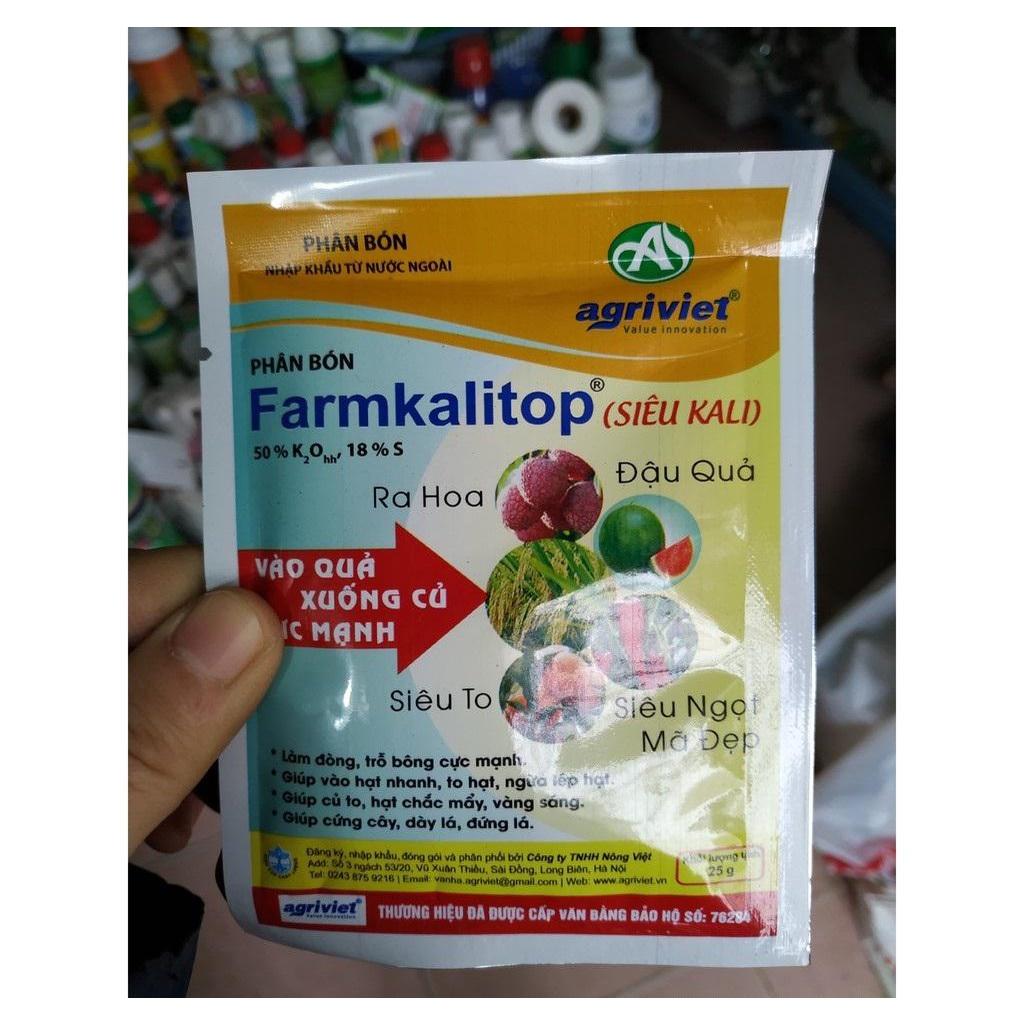 PHÂN BÓN
NHẬP KHẨU TỪ NƯỚC NGOÀI
agriviet®
Value innovation
PHÂN BÓN
Farmkalitop® (SIÊU KALI)
50 % K2Ohh, 18 % S
Ra Hoa
Đậu Quả
VÀO QUẢ
XUỐNG CỦ
MẠNH
Siêu To
Siêu Ngọt
Mã Đẹp
* Làm đòng, trỗ bông cực mạnh.
* Giúp vào hạt nhanh, to hạt, ngừa lép hạt.
* Giúp củ to, hạt chắc mẩy, vàng sáng.
* Giúp cứng cây, dày lá, đứng lá.
Đăng ký, nhập khẩu, đóng gói và phân phối bởi Công ty TNHH Nông Việt
Add: Số 3 ngách 53/20, Vũ Xuân Thiều, Sài Đồng, Long Biên, Hà Nội
Tel: 0243 875 9216 | Email: vanha.agriviet@gmail.com | Web: www.agriviet.vn
Khối lượng tịnh
25 g
agriviet®
Value innovation
THƯƠNG HIỆU ĐÃ ĐƯỢC CẤP VĂN BẰNG BẢO HỘ SỐ: 76284